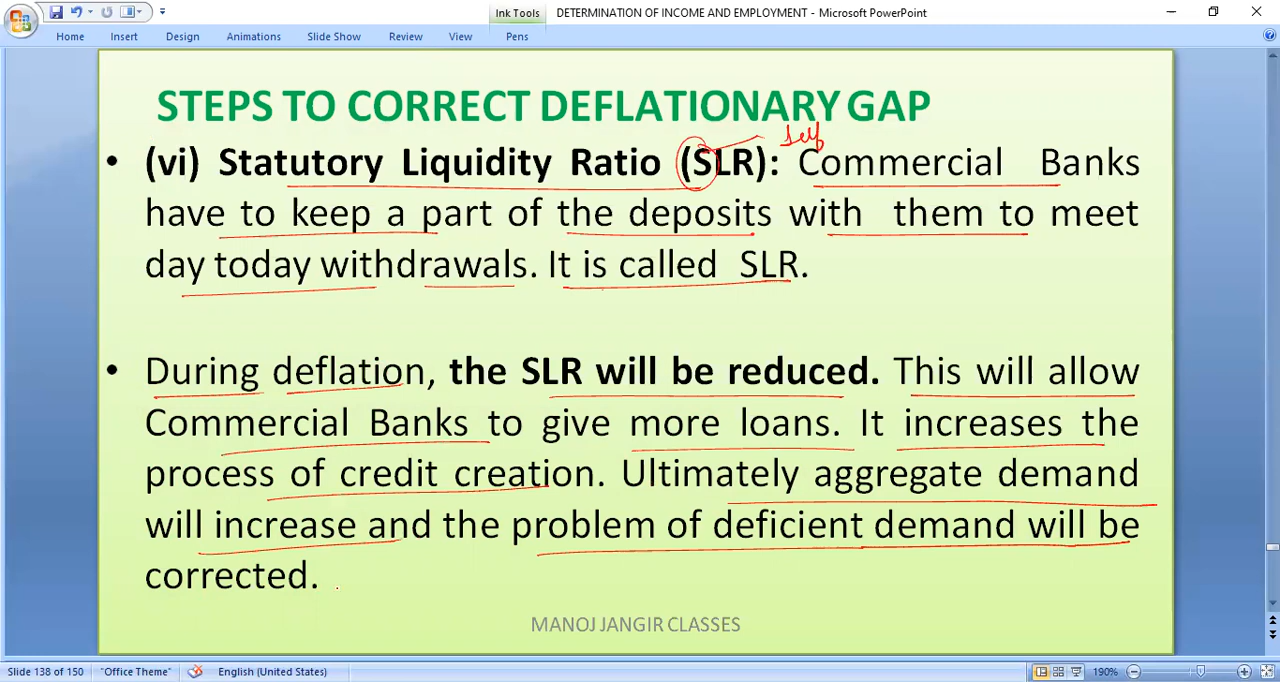 Ink Tools
DETERMINATION OF INCOME AND EMPLOYMENT - Microsoft PowerPoint
Home Insert Design Animations Slide Show Review View Pens
STEPS TO CORRECT DEFLATIONARY GAP
self
• (vi) Statutory Liquidity Ratio (SLR): Commercial Banks
have to keep a part of the deposits with them to meet
day today withdrawals. It is called SLR.
• During deflation, the SLR will be reduced. This will allow
Commercial Banks to give more loans. It increases the
process of credit creation. Ultimately aggregate demand
will increase and the problem of deficient demand will be
corrected.
MANOJ JANGIR CLASSES
Slide 138 of 150 "Office Theme" English (United States) 190%